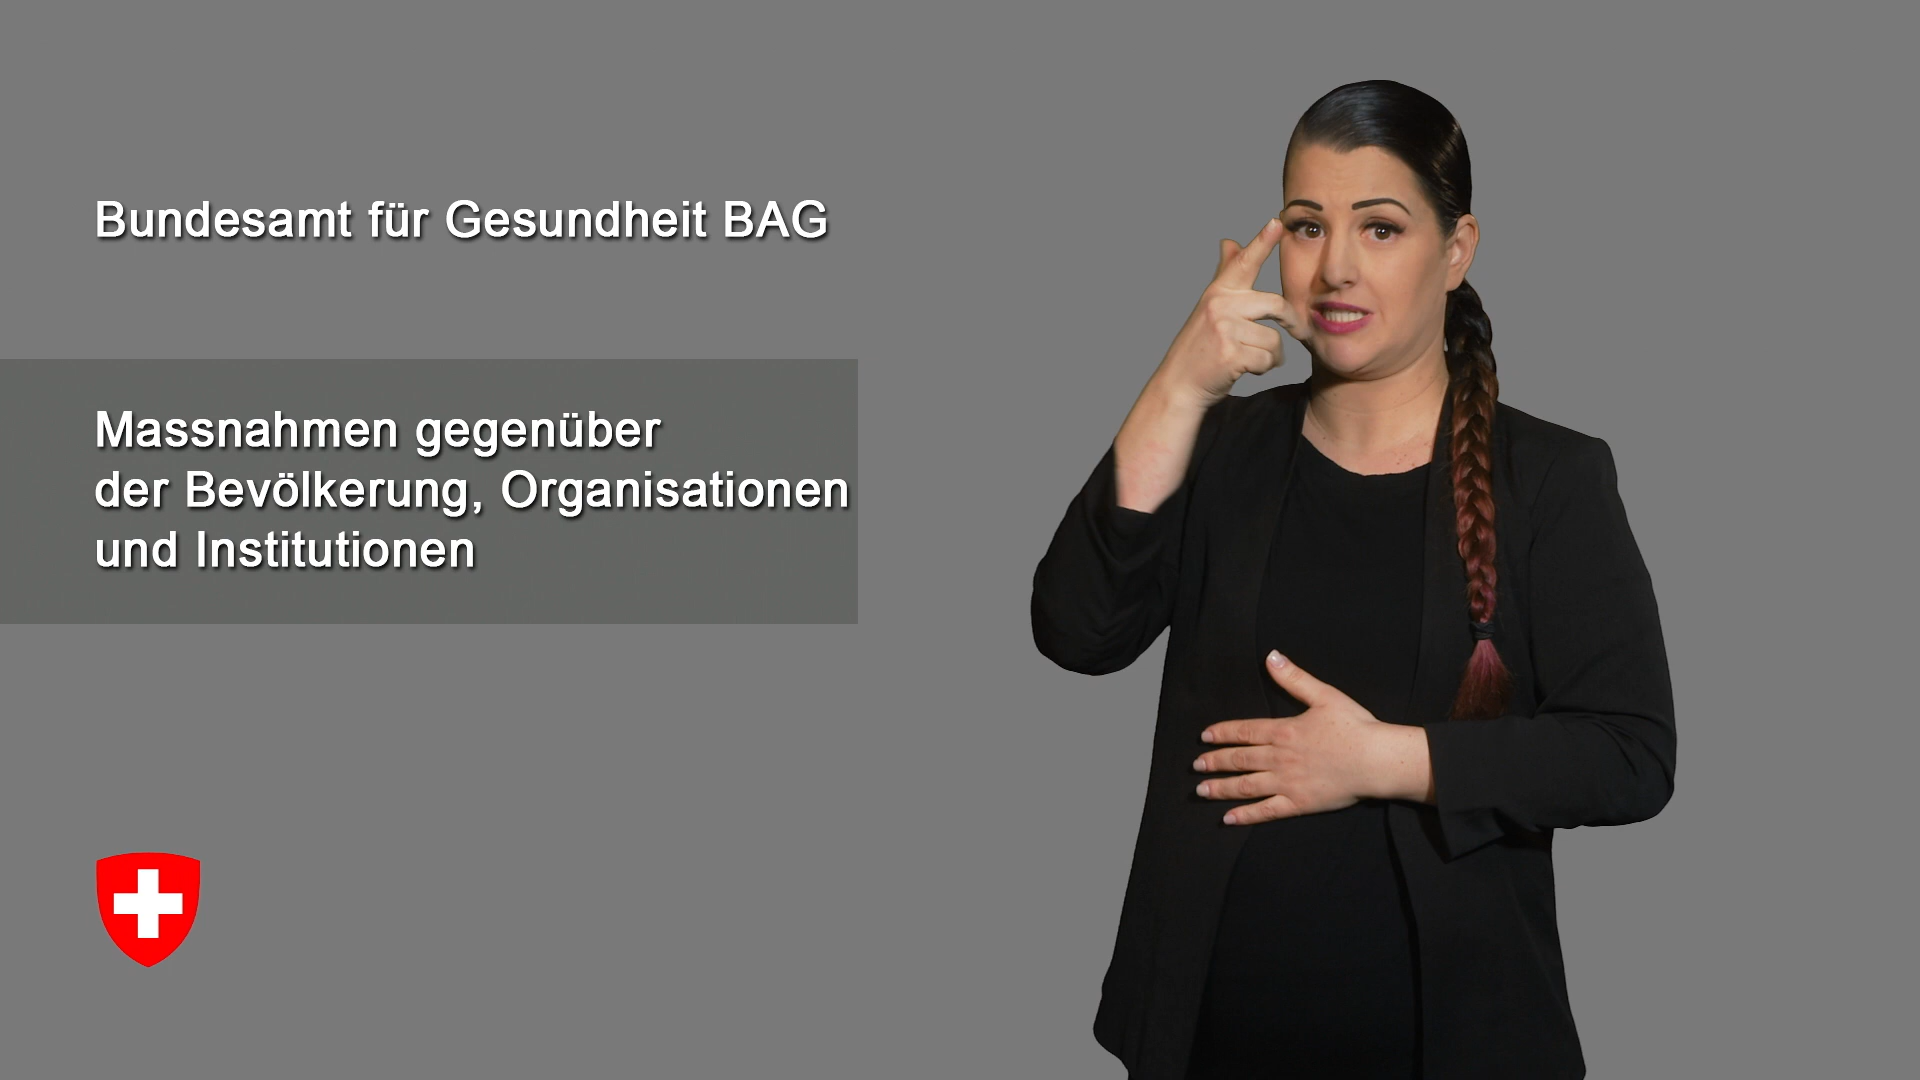 Bundesamt für Gesundheit BAG
Massnahmen gegenüber
der Bevölkerung, Organisationen
und Institutionen